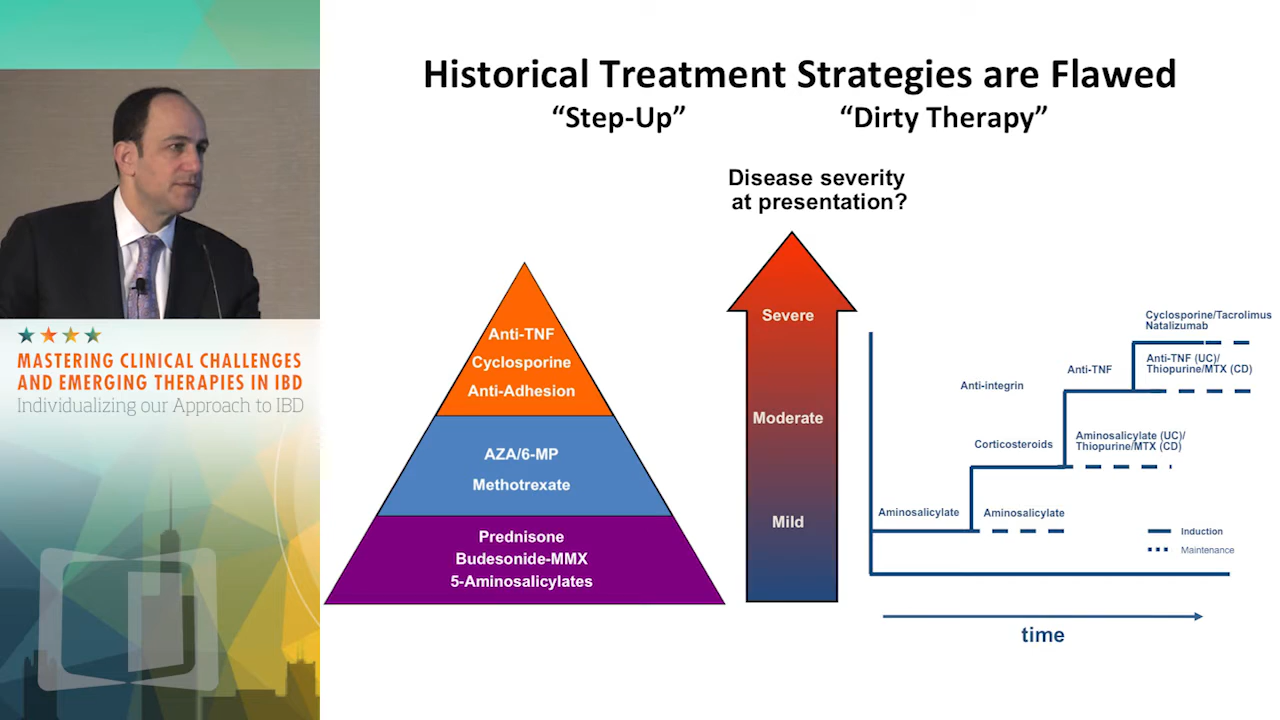 Historical Treatment Strategies are Flawed
“Step-Up”
“Dirty Therapy”
Disease severity
at presentation?
Anti-TNF
Cyclosporine
Anti-Adhesion
AZA/6-MP
Methotrexate
Prednisone
Budesonide-MMX
5-Aminosalicylates
Severe
Moderate
Mild
Cyclosporine/Tacrolimus
Natalizumab
Anti-TNF
Anti-TNF (UC)/
Thiopurine/MTX (CD)
Anti-integrin
Corticosteroids
Aminosalicylate (UC)/
Thiopurine/MTX (CD)
Aminosalicylate
Aminosalicylate
Induction
Maintenance
time
MASTERING CLINICAL CHALLENGES
AND EMERGING THERAPIES IN IBD
Individualizing our Approach to IBD